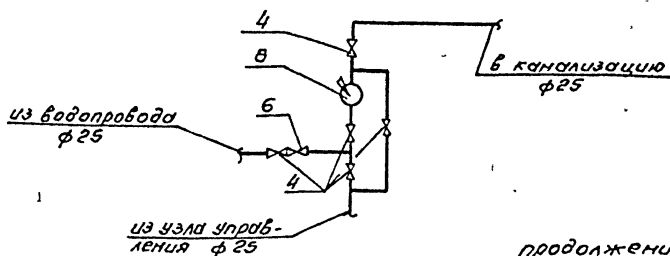 4
8
в канализацию
ф25
из водопровода
ф25
6
4
из узла управ-
ления ф25
продолжени